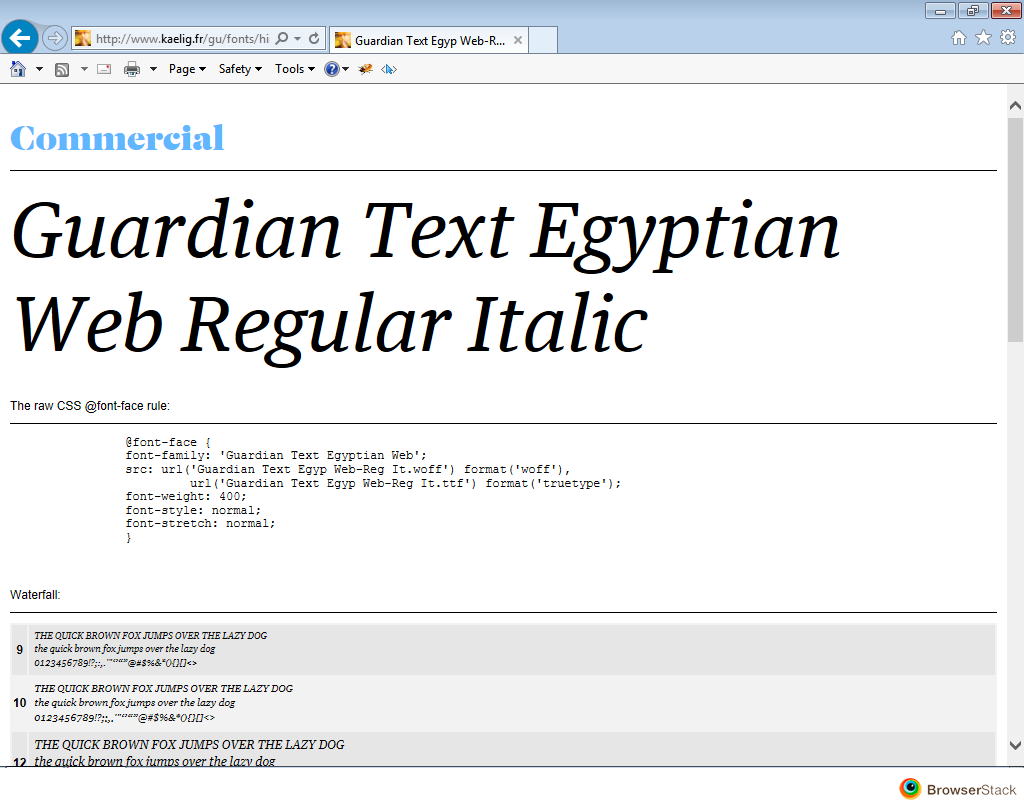 http://www.kaelig.fr/gu/fonts/hi
Guardian Text Egyp Web-R...
Page Safety Tools
Commercial
Guardian Text Egyptian
Web Regular Italic
The raw CSS @font-face rule:
@font-face {
font-family: 'Guardian Text Egyptian Web';
src: url('Guardian Text Egyp Web-Reg It.woff') format('woff'),
url('Guardian Text Egyp Web-Reg It.ttf') format('truetype');
font-weight: 400;
font-style: normal;
font-stretch: normal;
}
Waterfall:
THE QUICK BROWN FOX JUMPS OVER THE LAZY DOG
9 the quick brown fox jumps over the lazy dog
0123456789!?;:,.'"‘’“”@#$%&*(){}[]<>
THE QUICK BROWN FOX JUMPS OVER THE LAZY DOG
10 the quick brown fox jumps over the lazy dog
0123456789!?;:,.'"‘’“”@#$%&*(){}[]<>
THE QUICK BROWN FOX JUMPS OVER THE LAZY DOG
12 the quick brown fox jumps over the lazy dog
BrowserStack